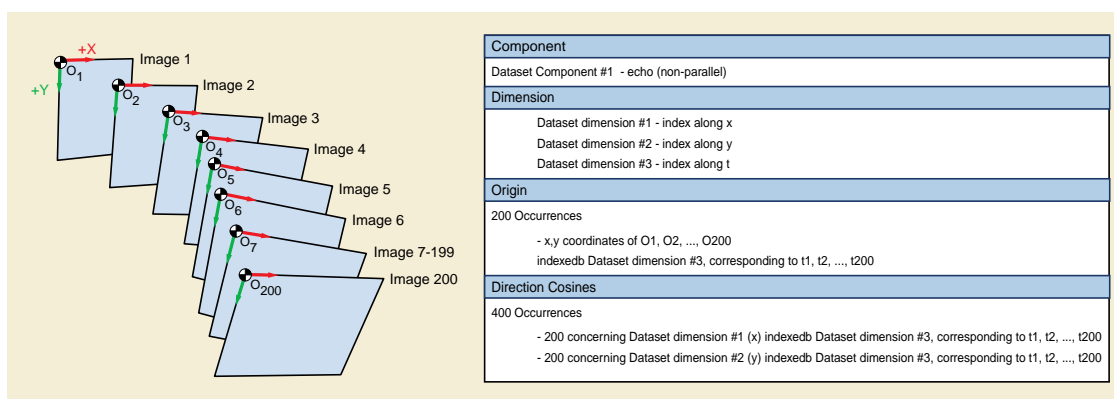 +X
+Y
O1
Image 1
O2
Image 2
O3
Image 3
O4
Image 4
O5
Image 5
O6
Image 6
O7
Image 7-199
O200
Image 200
Component
Dataset Component #1 - echo (non-parallel)
Dimension
Dataset dimension #1 - index along x
Dataset dimension #2 - index along y
Dataset dimension #3 - index along t
Origin
200 Occurrences
- x,y coordinates of O1, O2, ..., O200
indexedb Dataset dimension #3, corresponding to t1, t2, ..., t200
Direction Cosines
400 Occurrences
- 200 concerning Dataset dimension #1 (x) indexedb Dataset dimension #3, corresponding to t1, t2, ..., t200
- 200 concerning Dataset dimension #2 (y) indexedb Dataset dimension #3, corresponding to t1, t2, ..., t200